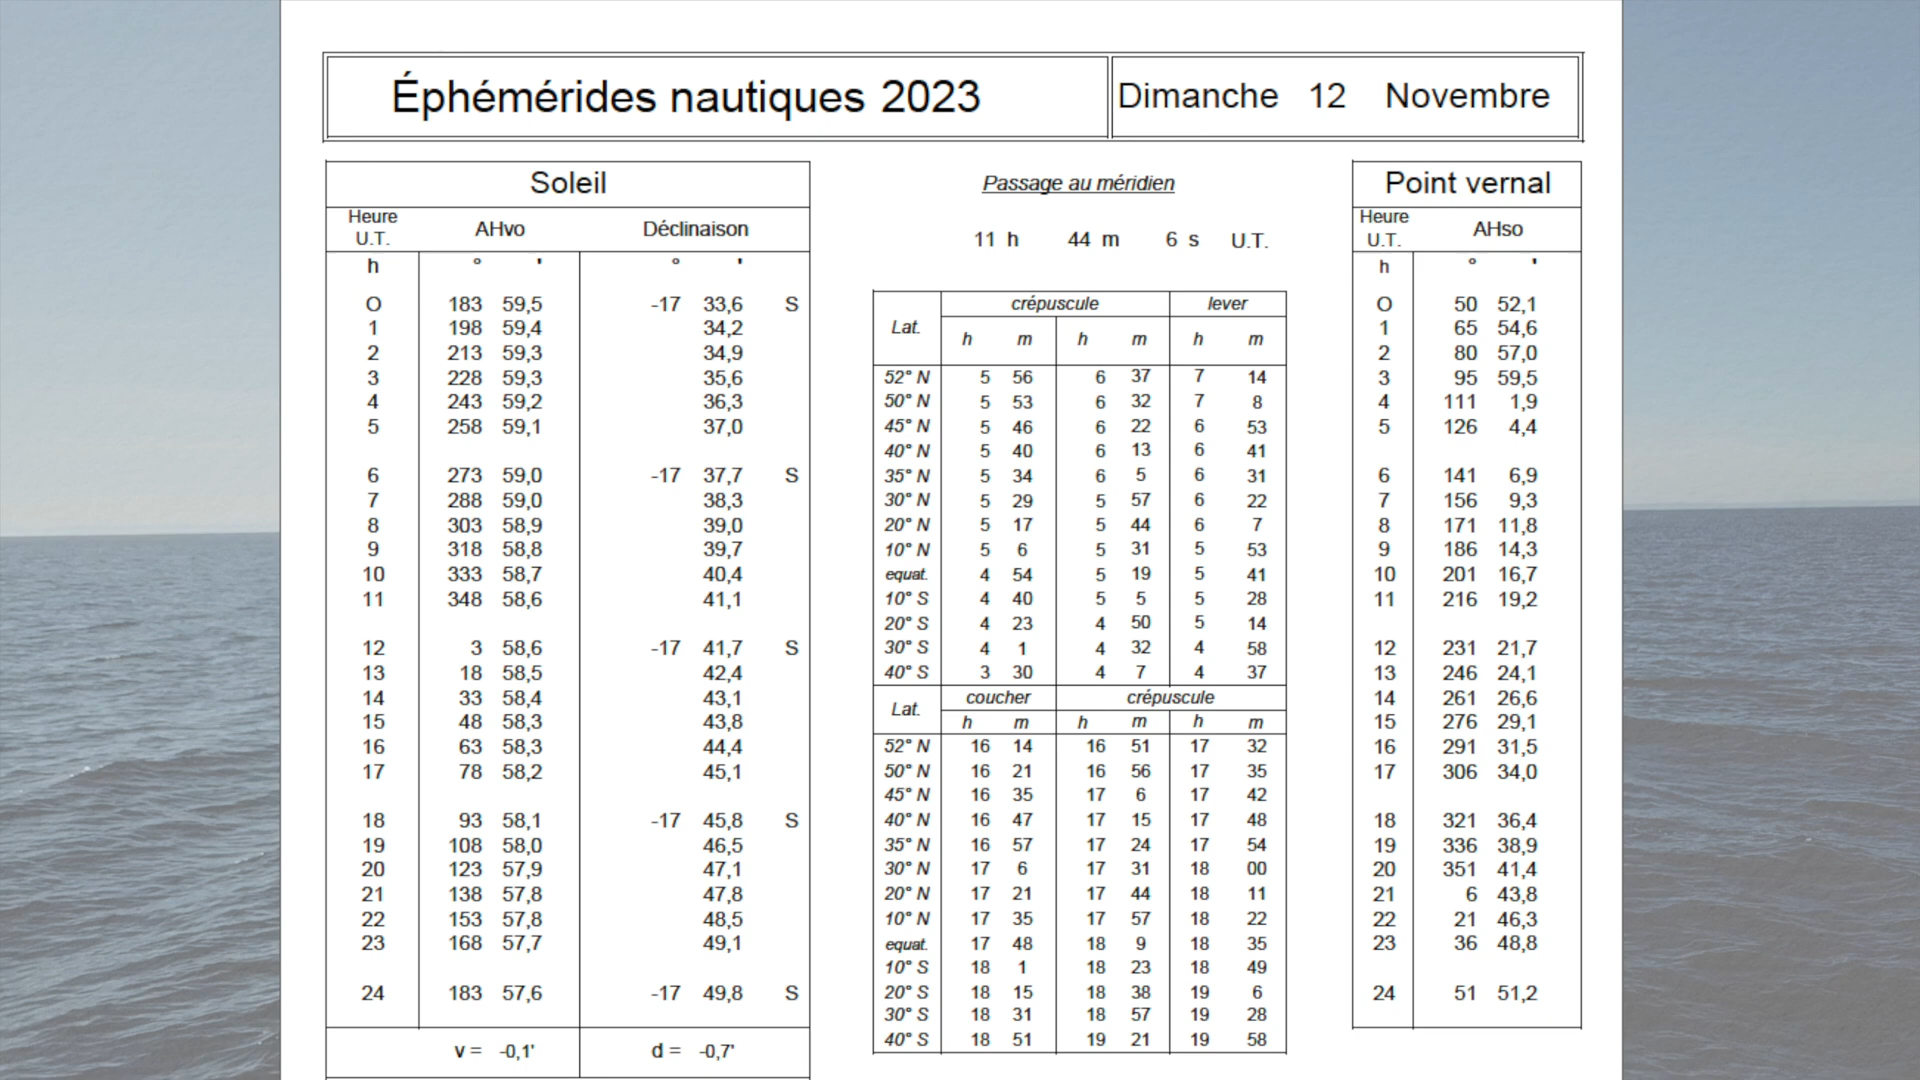 Éphémérides nautiques 2023
Dimanche 12 Novembre
Soleil
Heure U.T. AHvo Déclinaison
h ° ' ° '
O 183 59,5 -17 33,6 S
1 198 59,4 34,2
2 213 59,3 34,9
3 228 59,3 35,6
4 243 59,2 36,3
5 258 59,1 37,0
6 273 59,0 -17 37,7 S
7 288 59,0 38,3
8 303 58,9 39,0
9 318 58,8 39,7
10 333 58,7 40,4
11 348 58,6 41,1
12 3 58,6 -17 41,7 S
13 18 58,5 42,4
14 33 58,4 43,1
15 48 58,3 43,8
16 63 58,3 44,4
17 78 58,2 45,1
18 93 58,1 -17 45,8 S
19 108 58,0 46,5
20 123 57,9 47,1
21 138 57,8 47,8
22 153 57,8 48,5
23 168 57,7 49,1
24 183 57,6 -17 49,8 S
v = -0,1' d = -0,7'
Passage au méridien
11 h 44 m 6 s U.T.
Lat. crépuscule lever
h m h m h m
52° N 5 56 6 37 7 14
50° N 5 53 6 32 7 8
45° N 5 46 6 22 6 53
40° N 5 40 6 13 6 41
35° N 5 34 6 5 6 31
30° N 5 29 5 57 6 22
20° N 5 17 5 44 6 7
10° N 5 6 5 31 5 53
equat. 4 54 5 19 5 41
10° S 4 40 5 5 5 28
20° S 4 23 4 50 5 14
30° S 4 1 4 32 4 58
40° S 3 30 4 7 4 37
Lat. coucher crépuscule
h m h m h m
52° N 16 14 16 51 17 32
50° N 16 21 16 56 17 35
45° N 16 35 17 6 17 42
40° N 16 47 17 15 17 48
35° N 16 57 17 24 17 54
30° N 17 6 17 31 18 00
20° N 17 21 17 44 18 11
10° N 17 35 17 57 18 22
equat. 17 48 18 9 18 35
10° S 18 1 18 23 18 49
20° S 18 15 18 38 19 6
30° S 18 31 18 57 19 28
40° S 18 51 19 21 19 58
Point vernal
Heure U.T. AHso
h ° '
O 50 52,1
1 65 54,6
2 80 57,0
3 95 59,5
4 111 1,9
5 126 4,4
6 141 6,9
7 156 9,3
8 171 11,8
9 186 14,3
10 201 16,7
11 216 19,2
12 231 21,7
13 246 24,1
14 261 26,6
15 276 29,1
16 291 31,5
17 306 34,0
18 321 36,4
19 336 38,9
20 351 41,4
21 6 43,8
22 21 46,3
23 36 48,8
24 51 51,2